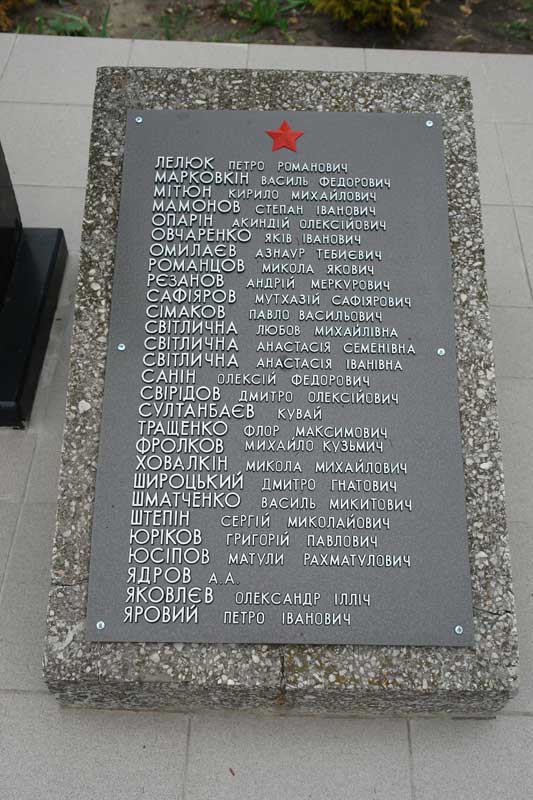 ЛЕЛЮК ПЕТРО РОМАНОВИЧ
МАРКОВКІН ВАСИЛЬ ФЕДОРОВИЧ
МІТЮН КИРИЛО МИХАЙЛОВИЧ
МАМОНОВ СТЕПАН ІВАНОВИЧ
ОПАРІН АКИНДІЙ ОЛЕКСІЙОВИЧ
ОВЧАРЕНКО ЯКІВ ІВАНОВИЧ
ОМИЛАЄВ АЗНАУР ТЕБИЄВИЧ
РОМАНЦОВ МИКОЛА ЯКОВИЧ
РЄЗАНОВ АНДРІЙ МЕРКУРОВИЧ
САФІЯРОВ МУТХАЗІЙ САФІЯРОВИЧ
СІМАКОВ ПАВЛО ВАСИЛЬОВИЧ
СВІТЛИЧНА ЛЮБОВ МИХАЙЛІВНА
СВІТЛИЧНА АНАСТАСІЯ СЕМЕНІВНА
СВІТЛИЧНА АНАСТАСІЯ ІВАНІВНА
САНІН ОЛЕКСІЙ ФЕДОРОВИЧ
СВІРІДОВ ДМИТРО ОЛЕКСІЙОВИЧ
СУЛТАНБАЄВ КУВАЙ
ТРАЩЕНКО ФЛОР МАКСИМОВИЧ
ФРОЛКОВ МИХАЙЛО КУЗЬМИЧ
ХОВАЛКІН МИКОЛА МИХАЙЛОВИЧ
ШИРОЦЬКИЙ ДМИТРО ГНАТОВИЧ
ШМАТЧЕНКО ВАСИЛЬ МИКИТОВИЧ
ШТЕПІН СЕРГІЙ МИКОЛАЙОВИЧ
ЮРІКОВ ГРИГОРІЙ ПАВЛОВИЧ
ЮСІПОВ МАТУЛИ РАХМАТУЛОВИЧ
ЯДРОВ А.А.
ЯКОВЛЄВ ОЛЕКСАНДР ІЛЛІЧ
ЯРОВИЙ ПЕТРО ІВАНОВИЧ